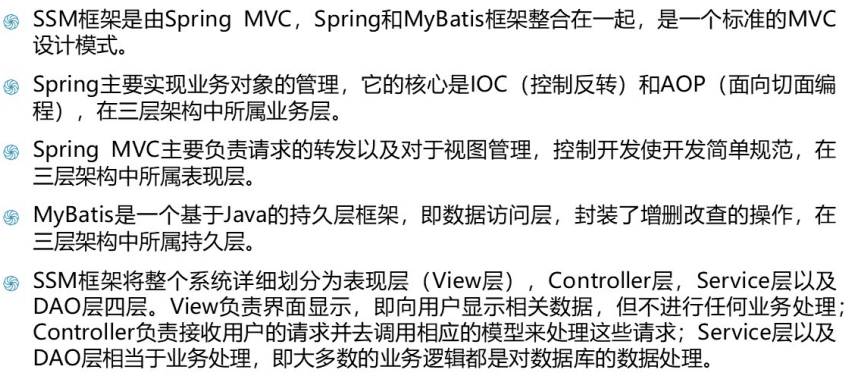 SSM框架是由Spring MVC，Spring和MyBatis框架整合在一起，是一个标准的MVC
设计模式。
Spring主要实现业务对象的管理，它的核心是IOC（控制反转）和AOP（面向切面编
程），在三层架构中所属业务层。
Spring MVC主要负责请求的转发以及对于视图管理，控制开发使开发简单规范，在
三层架构中所属表现层。
MyBatis是一个基于Java的持久层框架，即数据访问层，封装了增删改查的操作，在
三层架构中所属持久层。
SSM框架将整个系统详细划分为表现层（View层），Controller层，Service层以及
DAO层四层。View负责界面显示，即向用户显示相关数据，但不进行任何业务处理；
Controller负责接收用户的请求并去调用相应的模型来处理这些请求；Service层以及
DAO层相当于业务处理，即大多数的业务逻辑都是对数据库的数据处理。